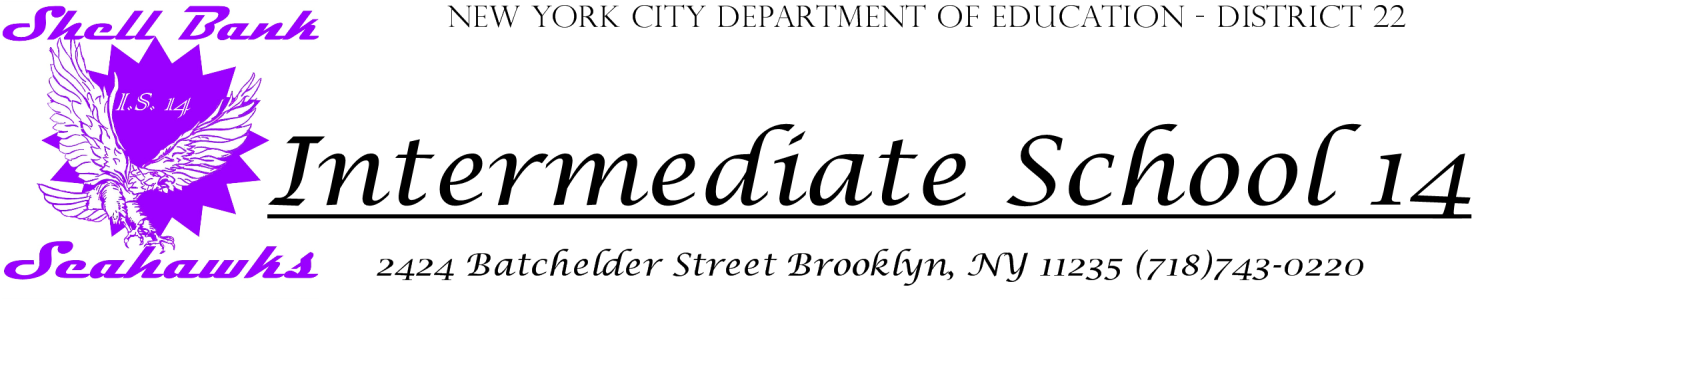 Shell Bank
I.S. 14
Seahawks
NEW YORK CITY DEPARTMENT OF EDUCATION - DISTRICT 22
Intermediate School 14
2424 Batchelder Street Brooklyn, NY 11235 (718)743-0220